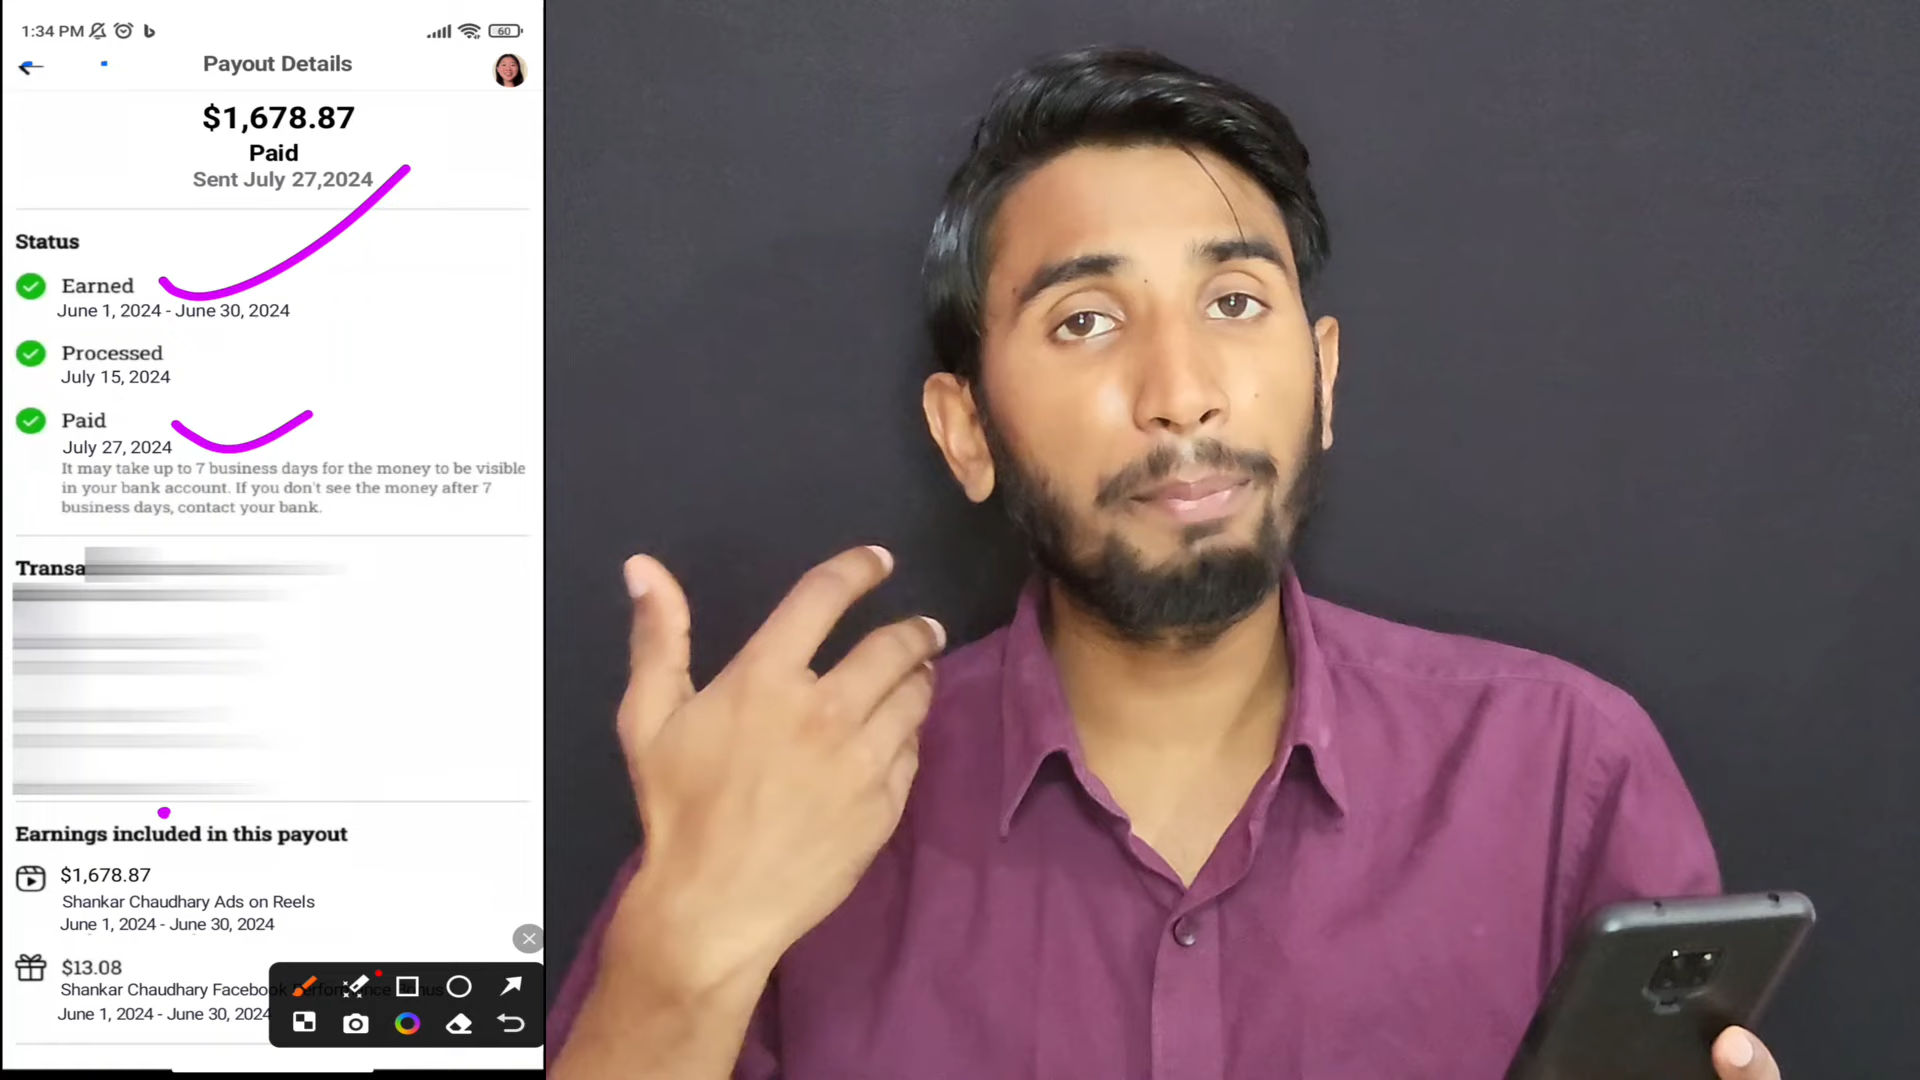 1:34 PM
60
Payout Details
$1,678.87
Paid
Sent July 27,2024
Status
Earned
June 1, 2024 - June 30, 2024
Processed
July 15, 2024
Paid
July 27, 2024
It may take up to 7 business days for the money to be visible
in your bank account. If you don't see the money after 7
business days, contact your bank.
Transa
Earnings included in this payout
$1,678.87
Shankar Chaudhary Ads on Reels
June 1, 2024 - June 30, 2024
$13.08
Shankar Chaudhary Facebook Performance Bonus
June 1, 2024 - June 30, 2024